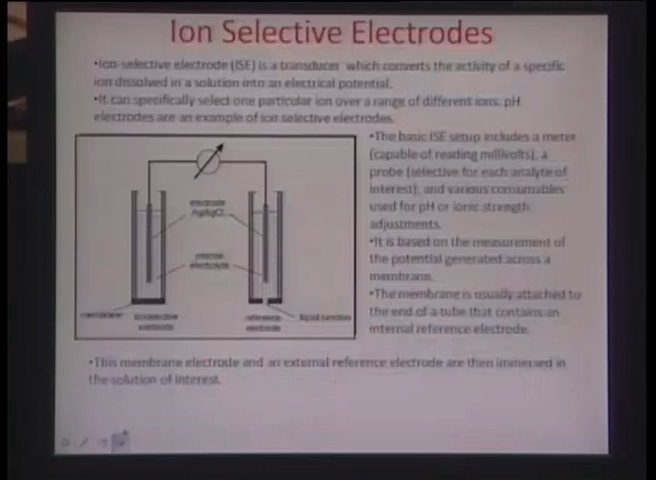 Ion Selective Electrodes
•Ion-selective electrode (ISE) is a transducer which converts the activity of a specific
ion dissolved in a solution into an electrical potential.
•It can specifically select one particular ion over a range of different ions. pH
electrodes are an example of ion selective electrodes.
•The basic ISE setup includes a meter
(capable of reading millivolts), a
probe (selective for each analyte of
interest), and various consumables
used for pH or ionic strength
adjustments.
•It is based on the measurement of
the potential generated across a
membrane.
•The membrane is usually attached to
the end of a tube that contains an
internal reference electrode.
electrode
Ag/AgCl
internal
electrolyte
membrane
electrode
reference
electrode
liquid junction
•This membrane electrode and an external reference electrode are then immersed in
the solution of interest.